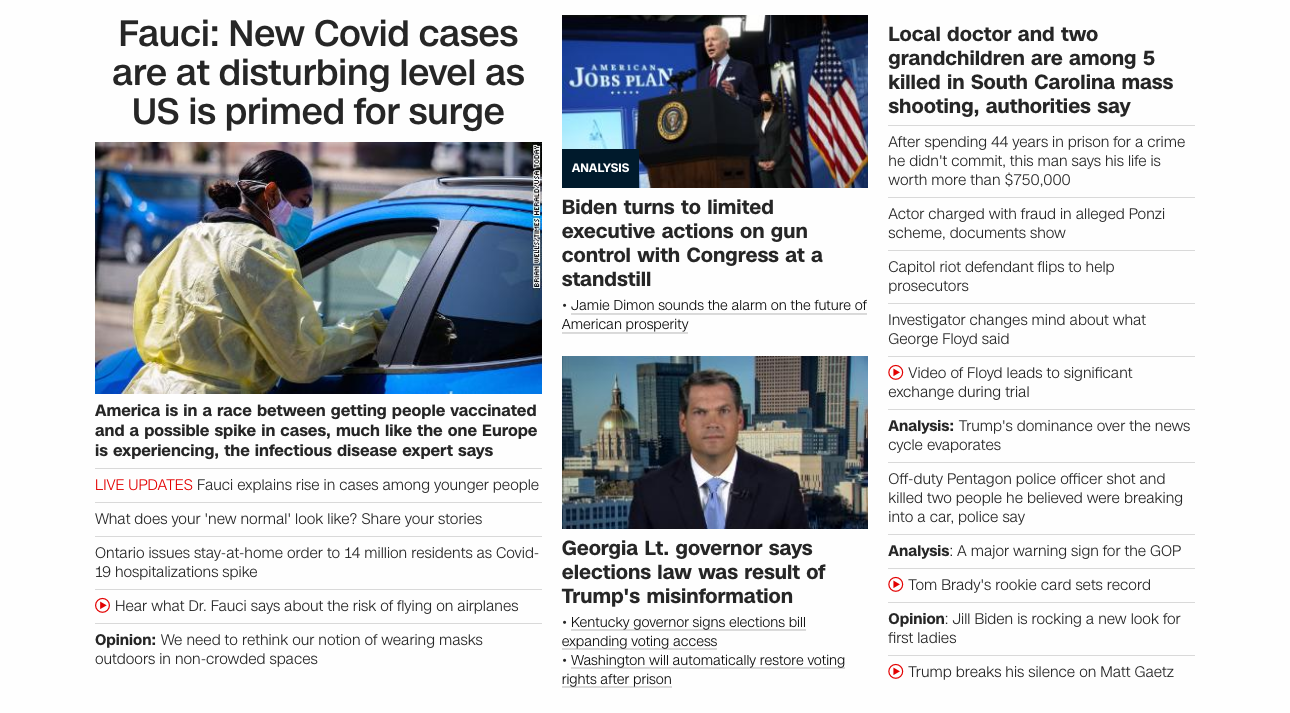 Fauci: New Covid cases
are at disturbing level as
US is primed for surge
BRIAN WELLS/TIMES HERALD/USA TODAY
America is in a race between getting people vaccinated
and a possible spike in cases, much like the one Europe
is experiencing, the infectious disease expert says
LIVE UPDATES Fauci explains rise in cases among younger people
What does your 'new normal' look like? Share your stories
Ontario issues stay-at-home order to 14 million residents as Covid-
19 hospitalizations spike
Hear what Dr. Fauci says about the risk of flying on airplanes
Opinion: We need to rethink our notion of wearing masks
outdoors in non-crowded spaces
AMERICAN
JOBS PLAN
ANALYSIS
Biden turns to limited
executive actions on gun
control with Congress at a
standstill
• Jamie Dimon sounds the alarm on the future of
American prosperity
Georgia Lt. governor says
elections law was result of
Trump's misinformation
• Kentucky governor signs elections bill
expanding voting access
• Washington will automatically restore voting
rights after prison
Local doctor and two
grandchildren are among 5
killed in South Carolina mass
shooting, authorities say
After spending 44 years in prison for a crime
he didn't commit, this man says his life is
worth more than $750,000
Actor charged with fraud in alleged Ponzi
scheme, documents show
Capitol riot defendant flips to help
prosecutors
Investigator changes mind about what
George Floyd said
Video of Floyd leads to significant
exchange during trial
Analysis: Trump's dominance over the news
cycle evaporates
Off-duty Pentagon police officer shot and
killed two people he believed were breaking
into a car, police say
Analysis: A major warning sign for the GOP
Tom Brady's rookie card sets record
Opinion: Jill Biden is rocking a new look for
first ladies
Trump breaks his silence on Matt Gaetz